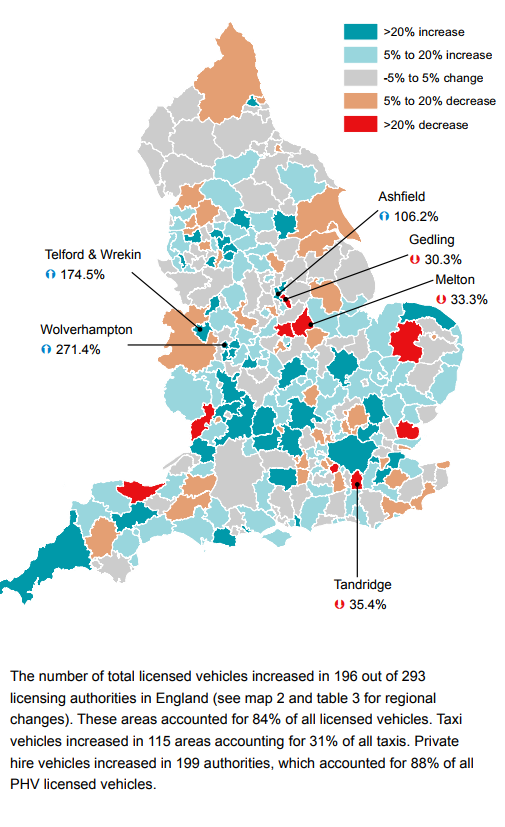 >20% increase
5% to 20% increase
-5% to 5% change
5% to 20% decrease
>20% decrease
Ashfield
106.2%
Gedling
30.3%
Melton
33.3%
Telford & Wrekin
174.5%
Wolverhampton
271.4%
Tandridge
35.4%
The number of total licensed vehicles increased in 196 out of 293
licensing authorities in England (see map 2 and table 3 for regional
changes). These areas accounted for 84% of all licensed vehicles. Taxi
vehicles increased in 115 areas accounting for 31% of all taxis. Private
hire vehicles increased in 199 authorities, which accounted for 88% of all
PHV licensed vehicles.